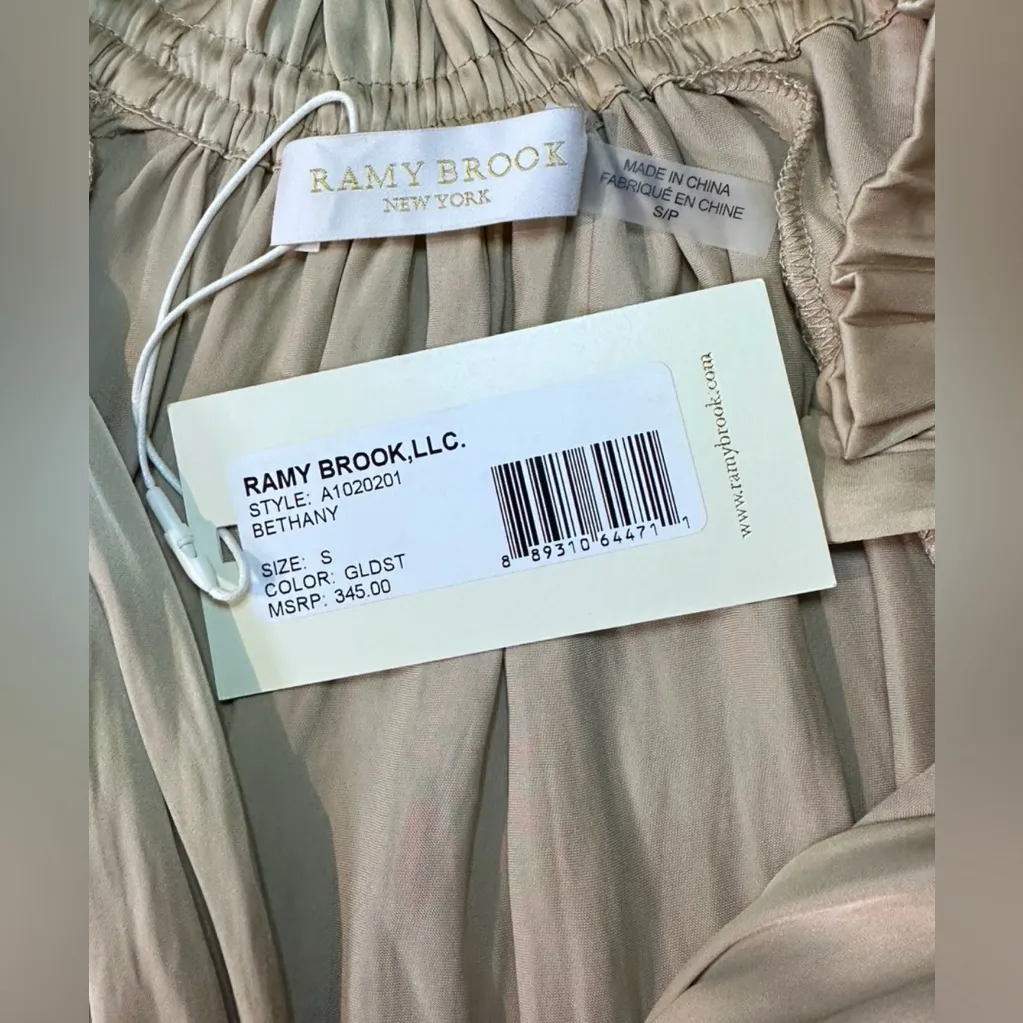 RAMY BROOK
NEW YORK
MADE IN CHINA
FABRIQUÉ EN CHINE
S/P
RAMY BROOK,LLC.
STYLE: A1020201
BETHANY
SIZE: S
COLOR: GLDST
MSRP: 345.00
8 89310 64471 1
www.ramybrook.com